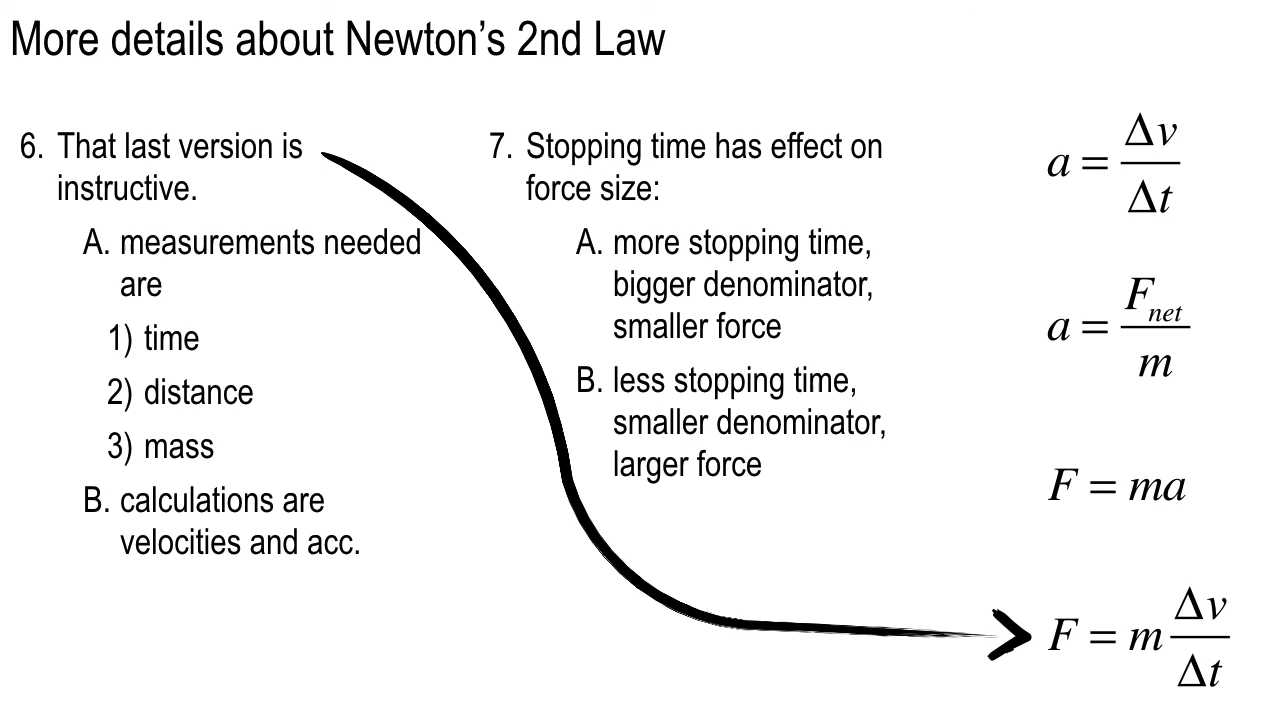 More details about Newton’s 2nd Law
6. That last version is
instructive.
A. measurements needed
are
1) time
2) distance
3) mass
B. calculations are
velocities and acc.
7. Stopping time has effect on
force size:
A. more stopping time,
bigger denominator,
smaller force
B. less stopping time,
smaller denominator,
larger force
a = Δv / Δt
a = F_net / m
F = ma
F = m Δv / Δt